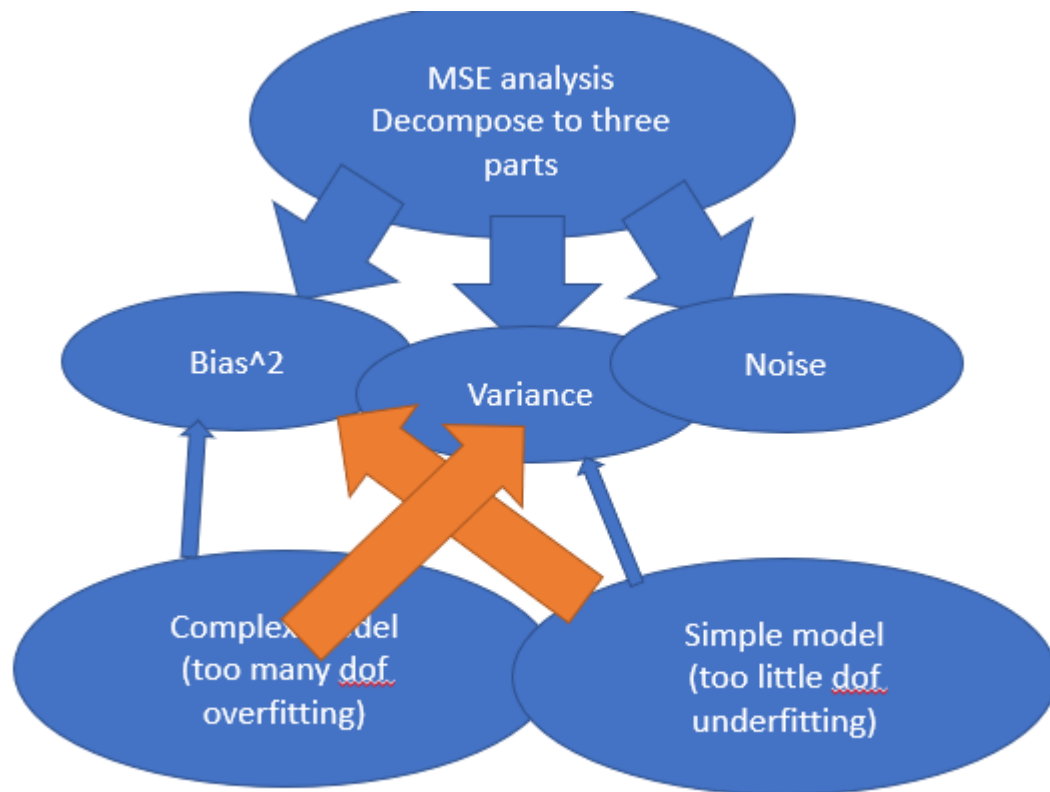 MSE analysis
Decompose to three
parts
Bias^2
Variance
Noise
Complex model
(too many dof
overfitting)
Simple model
(too little dof
underfitting)